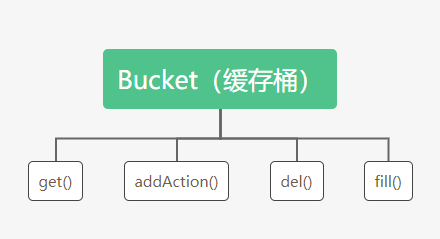 Bucket（缓存桶）
get()
addAction()
del()
fill()